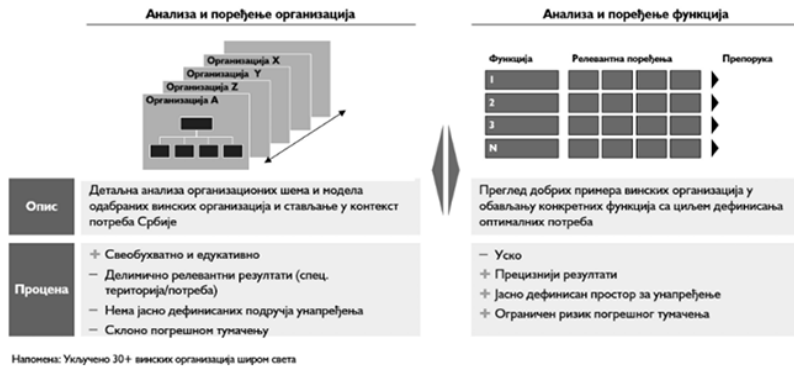 Анализа и поређење организација
Организација X
Организација Y
Организација Z
Организација А
Анализа и поређење функција
Функција
Релевантна поређења
Препорука
1
2
3
N
Опис
Детаљна анализа организационих шема и модела
одабраних винских организација и стављање у контекст
потреба Србије
Преглед добрих примера винских организација у
обављању конкретних функција са циљем дефинисања
оптималних потреба
Процена
+ Свеобухватно и едукативно
− Делимично релевантни резултати (спец.
територија/потреба)
− Нема јасно дефинисаних подручја унапређења
− Склоно погрешном тумачењу
− Уско
+ Прецизнији резултати
+ Јасно дефинисан простор за унапређење
+ Ограничен ризик погрешног тумачења
Напомена: Укључено 30+ винских организација широм света